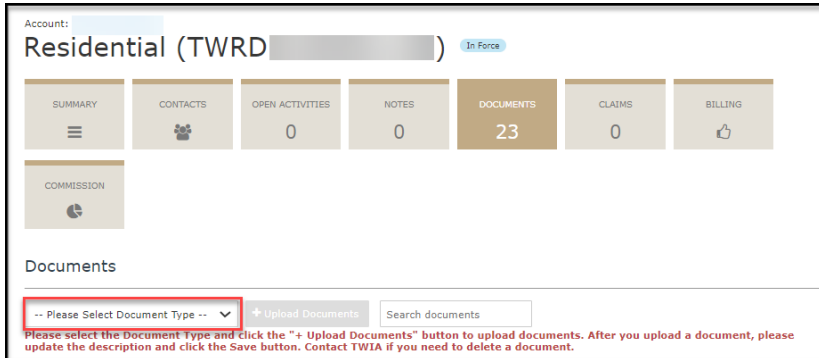 Account:
Residential (TWRD ) In Force
SUMMARY CONTACTS OPEN ACTIVITIES NOTES DOCUMENTS CLAIMS BILLING
0 0 23 0
COMMISSION
Documents
-- Please Select Document Type -- + Upload Documents Search documents
Please select the Document Type and click the "+ Upload Documents" button to upload documents. After you upload a document, please
update the description and click the Save button. Contact TWIA if you need to delete a document.